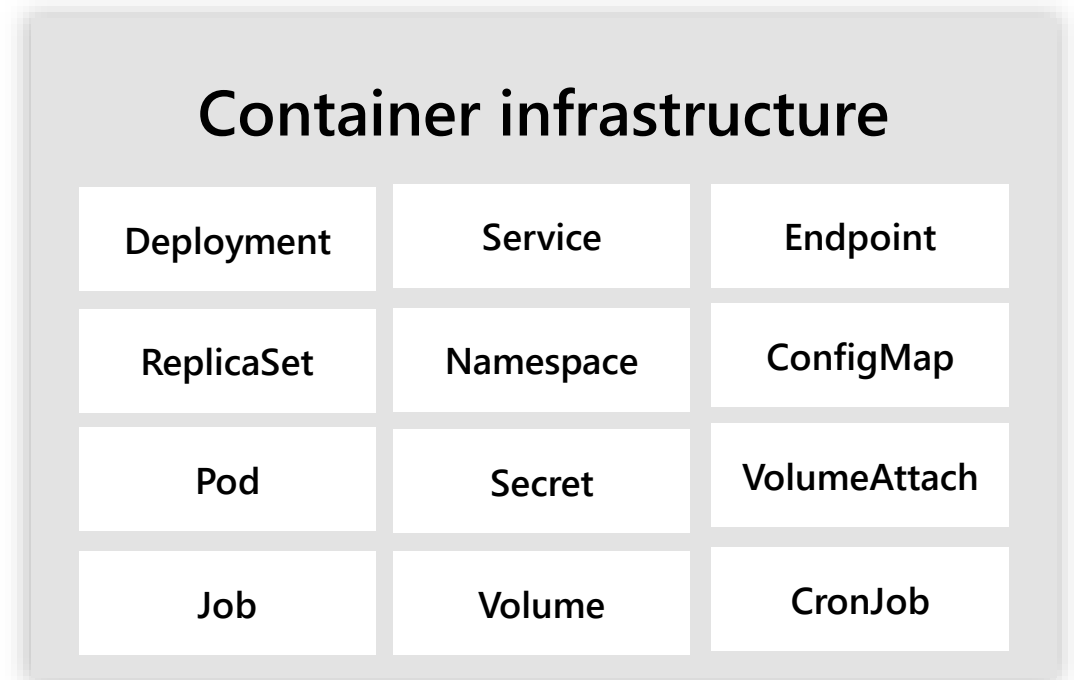 Container infrastructure
Deployment
Service
Endpoint
ReplicaSet
Namespace
ConfigMap
Pod
Secret
VolumeAttach
Job
Volume
CronJob